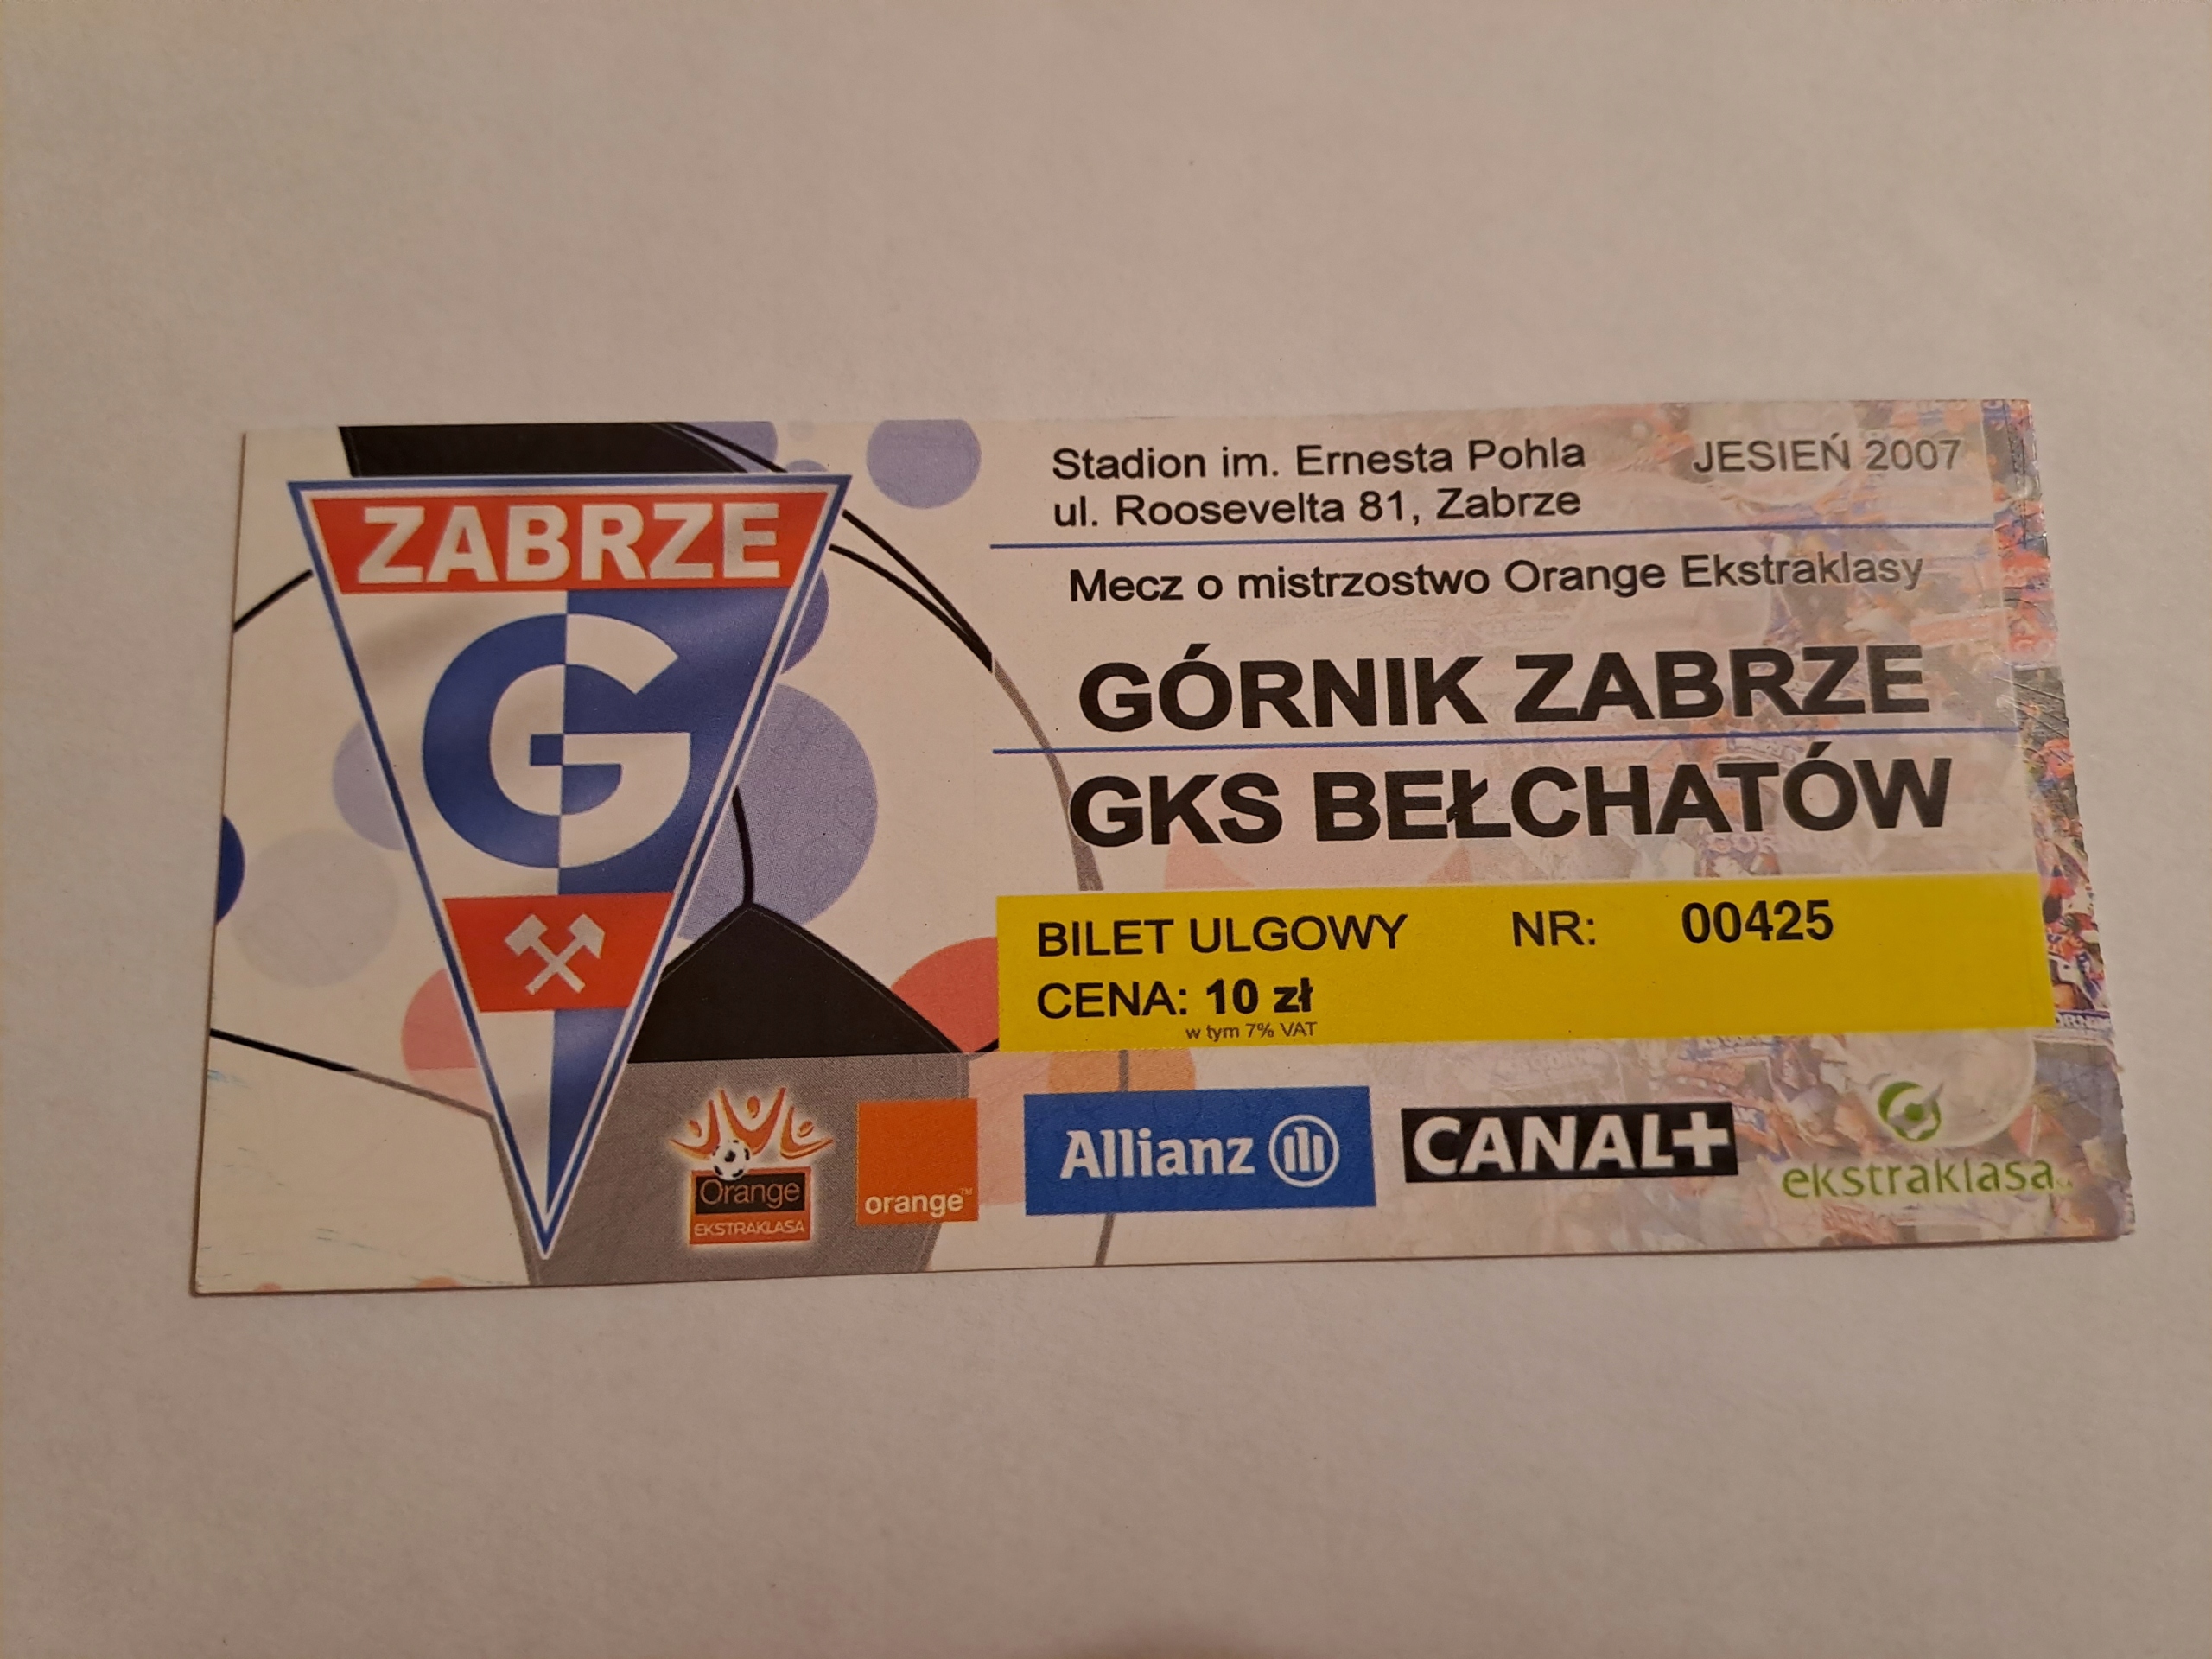 ZABRZE
G
Stadion im. Ernesta Pohla
JESIEŃ 2007
ul. Roosevelta 81, Zabrze
Mecz o mistrzostwo Orange Ekstraklasy
GÓRNIK ZABRZE
GKS BEŁCHATÓW
BILET ULGOWY NR: 00425
CENA: 10 zł
w tym 7% VAT
Orange
EKSTRAKLASA
orange™
Allianz
CANAL+
ekstraklasa